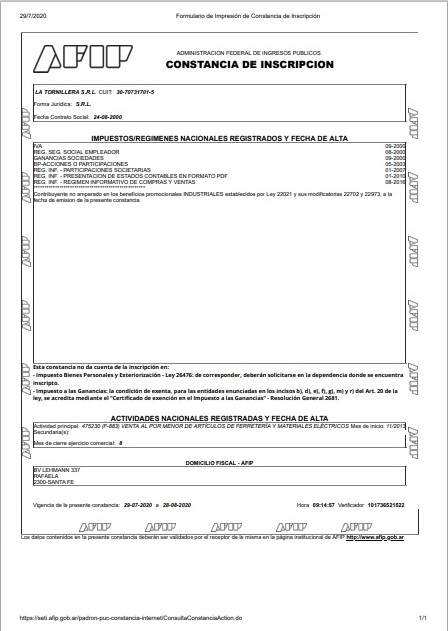 29/7/2020 Formulario de Impresión de Constancia de Inscripción
AFIP
ADMINISTRACION FEDERAL DE INGRESOS PUBLICOS
CONSTANCIA DE INSCRIPCION
LA TORNILLERA S.R.L. CUIT: 30-70731701-5
Forma Jurídica: S.R.L.
Fecha Contrato Social: 24-08-2000
IMPUESTOS/REGIMENES NACIONALES REGISTRADOS Y FECHA DE ALTA
IVA 09-2000
REG. SEG. SOCIAL EMPLEADOR 08-2000
GANANCIAS SOCIEDADES 09-2000
BP-ACCIONES O PARTICIPACIONES 05-2003
REG. INF. - PARTICIPACIONES SOCIETARIAS 01-2007
REG. INF. - PRESENTACION DE ESTADOS CONTABLES EN FORMATO PDF 01-2010
REG. INF. - REGIMEN INFORMATIVO DE COMPRAS Y VENTAS 08-2016
Contribuyente no amparado en los beneficios promocionales INDUSTRIALES establecidos por Ley 22021 y sus modificatorias 22702 y 22973, a la
fecha de emision de la presente constancia.
AFIP AFIP
AFIP AFIP
AFIP AFIP
AFIP AFIP
AFIP AFIP
Esta constancia no da cuenta de la inscripción en:
- Impuesto Bienes Personales y Exteriorización - Ley 26476: de corresponder, deberán solicitarse en la dependencia donde se encuentra
inscripto.
- Impuesto a las Ganancias: la condición de exenta, para las entidades enunciadas en los incisos b), d), e), f), g), m) y r) del Art. 20 de la
ley, se acredita mediante el "Certificado de exención en el Impuesto a las Ganancias" - Resolución General 2681.
ACTIVIDADES NACIONALES REGISTRADAS Y FECHA DE ALTA
Actividad principal: 475230 (F-883) VENTA AL POR MENOR DE ARTÍCULOS DE FERRETERÍA Y MATERIALES ELÉCTRICOS Mes de inicio: 11/2013
Secundaria(s):
Mes de cierre ejercicio comercial: 8
DOMICILIO FISCAL - AFIP
BV LEHMANN 337
RAFAELA
2300-SANTA FE
Vigencia de la presente constancia: 29-07-2020 a 28-08-2020 Hora 09:14:57 Verificador 101736521522
AFIP AFIP AFIP AFIP AFIP
Los datos contenidos en la presente constancia deberán ser validados por el receptor de la misma en la página institucional de AFIP http://www.afip.gob.ar.
https://seti.afip.gob.ar/padron-puc-constancia-internet/ConsultaConstanciaAction.do 1/1